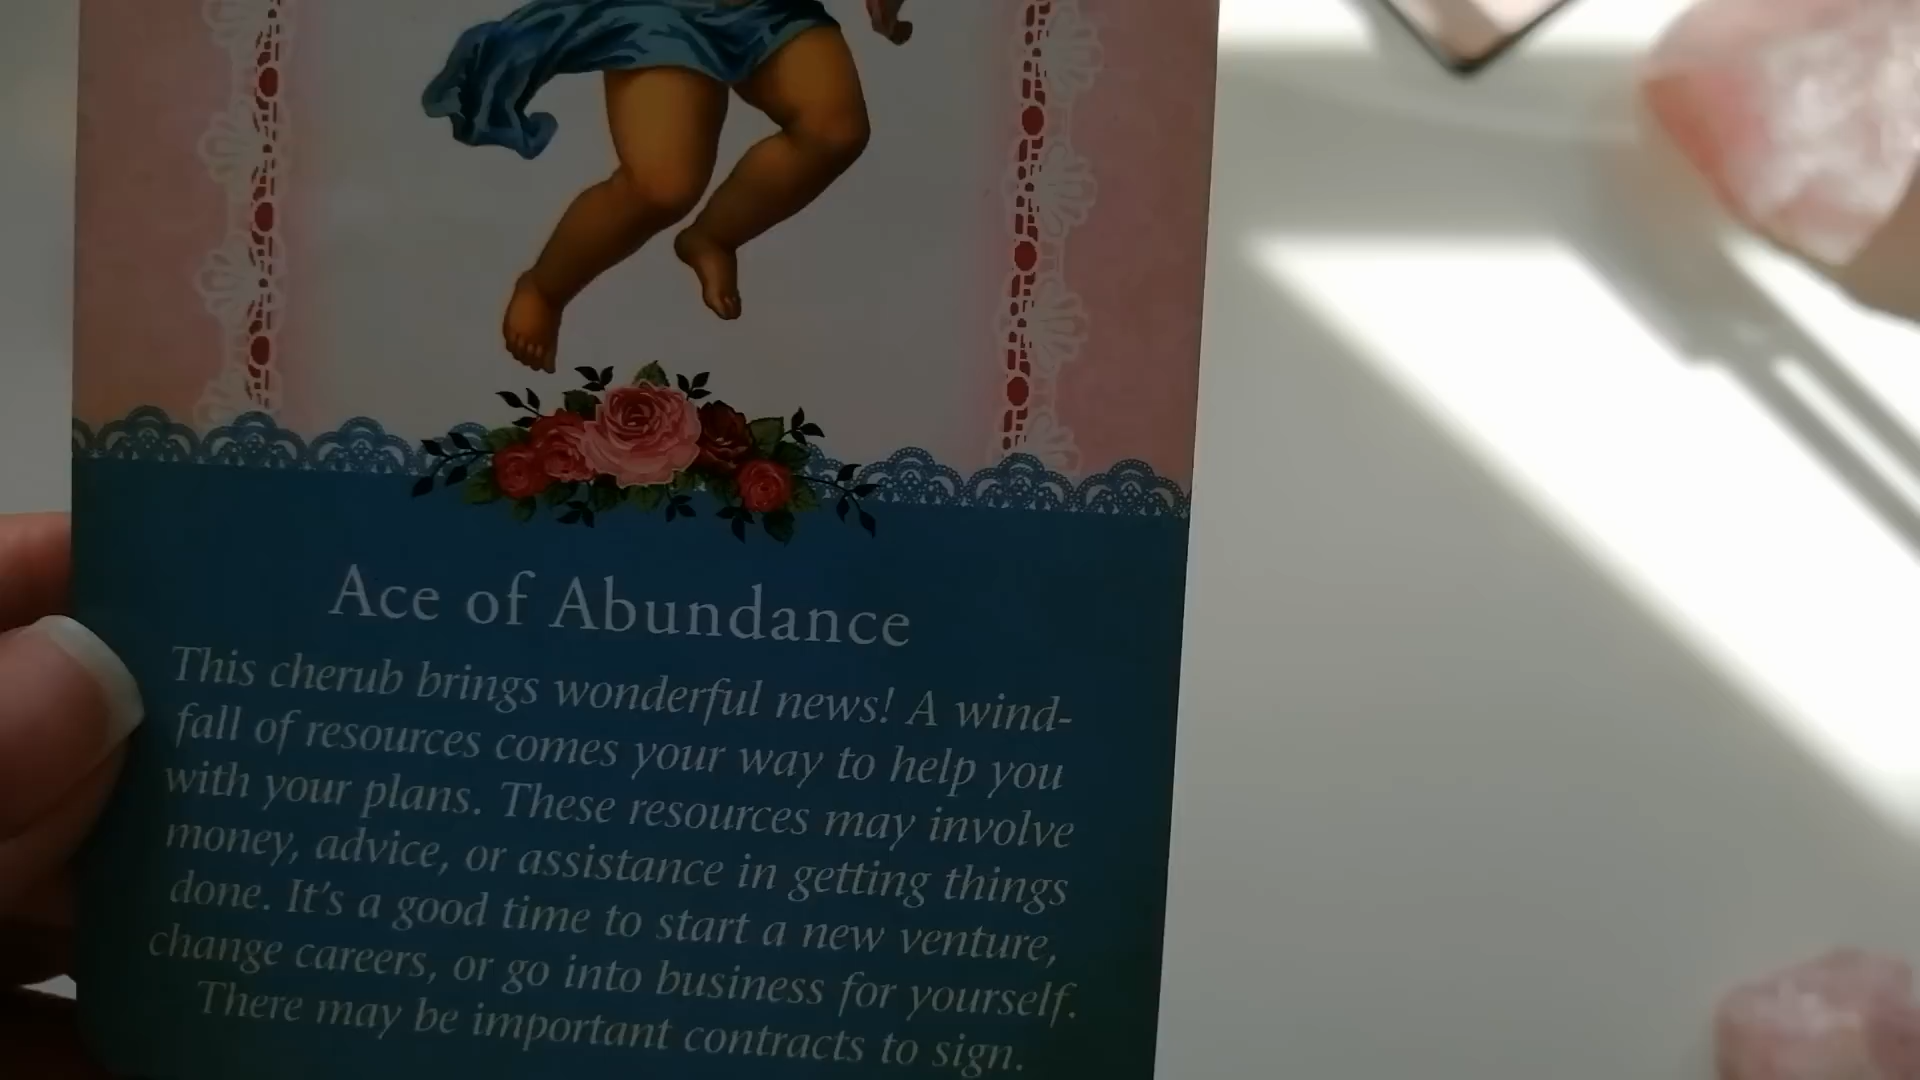 Ace of Abundance
This cherub brings wonderful news! A wind-
fall of resources comes your way to help you
with your plans. These resources may involve
money, advice, or assistance in getting things
done. It's a good time to start a new venture,
change careers, or go into business for yourself.
There may be important contracts to sign.